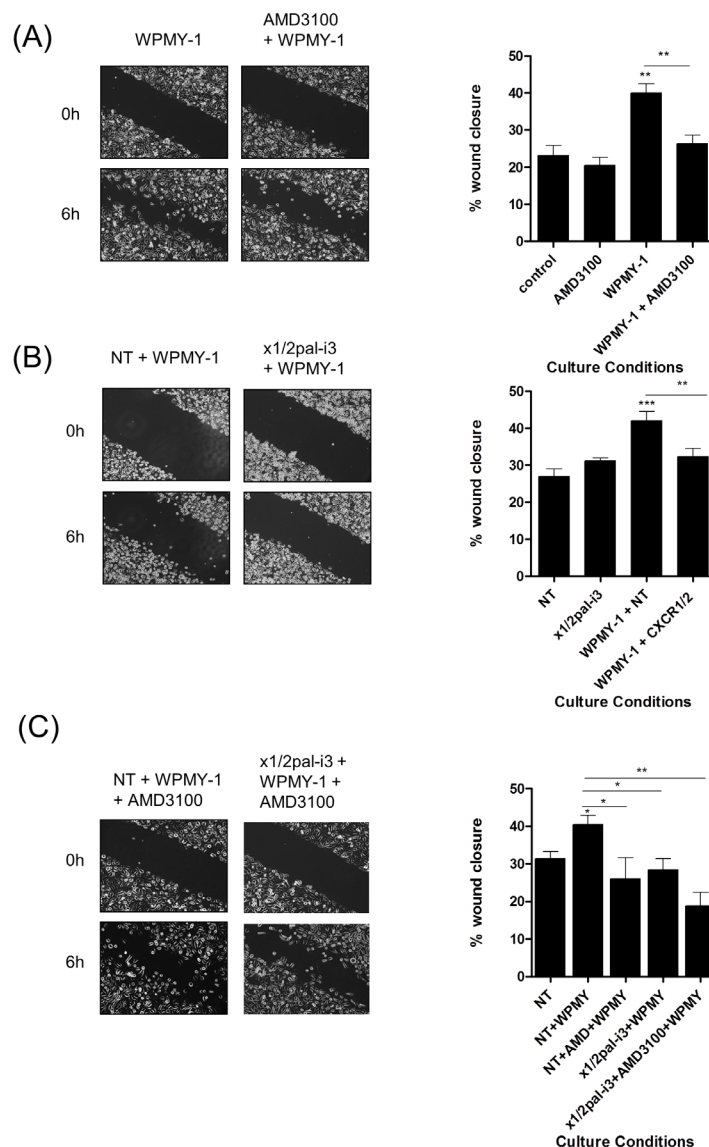 (A)
WPMY-1
AMD3100
+ WPMY-1
0h
6h
% wound closure
50
40
30
20
10
0
**
**
control
AMD3100
WPMY-1
WPMY-1 + AMD3100
Culture Conditions
(B)
NT + WPMY-1
x1/2pal-i3
+ WPMY-1
0h
6h
% wound closure
50
40
30
20
10
0
***
**
NT
x1/2pal-i3
WPMY-1 + NT
WPMY-1 + CXCR1/2
Culture Conditions
(C)
NT + WPMY-1
+ AMD3100
x1/2pal-i3 +
WPMY-1 +
AMD3100
0h
6h
% wound closure
50
40
30
20
10
0
**
*
*
*
NT
NT+WPMY
NT+AMD+WPMY
x1/2pal-i3+WPMY
x1/2pal-i3+AMD3100+WPMY
Culture Conditions